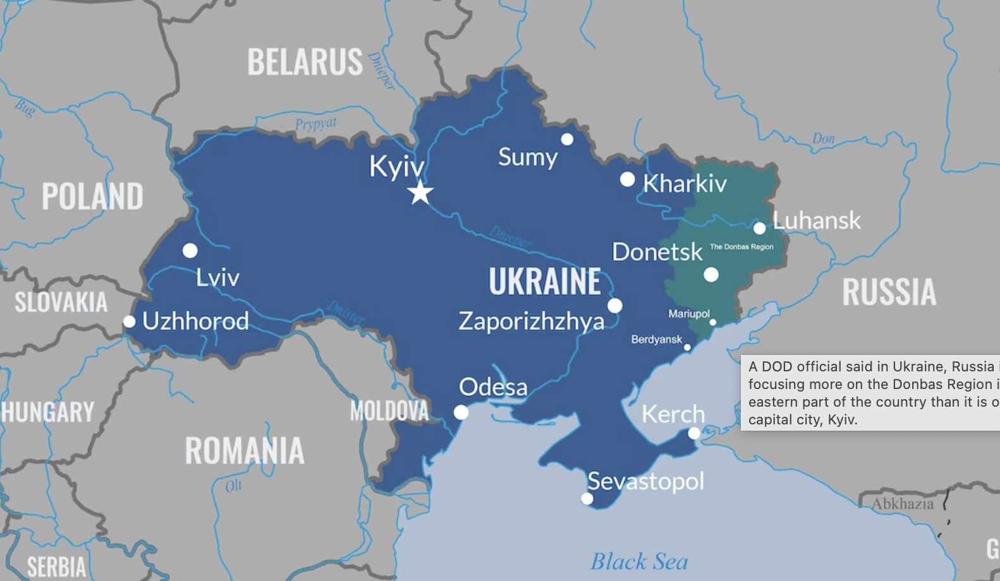 BELARUS
Dnieper
Bug
Prypyat
Don
Sumy
Kyiv
Kharkiv
POLAND
Luhansk
Dnieper
The Donbas Region
Donetsk
Lviv
UKRAINE
RUSSIA
SLOVAKIA
Dnister
Mariupol
Uzhhorod
Zaporizhzhya
Berdyansk
A DOD official said in Ukraine, Russia i
focusing more on the Donbas Region i
eastern part of the country than it is o
capital city, Kyiv.
Odesa
HUNGARY
MOLDOVA
Kerch
ROMANIA
Sevastopol
Olt
Abkhazia
G
Black Sea
SERBIA